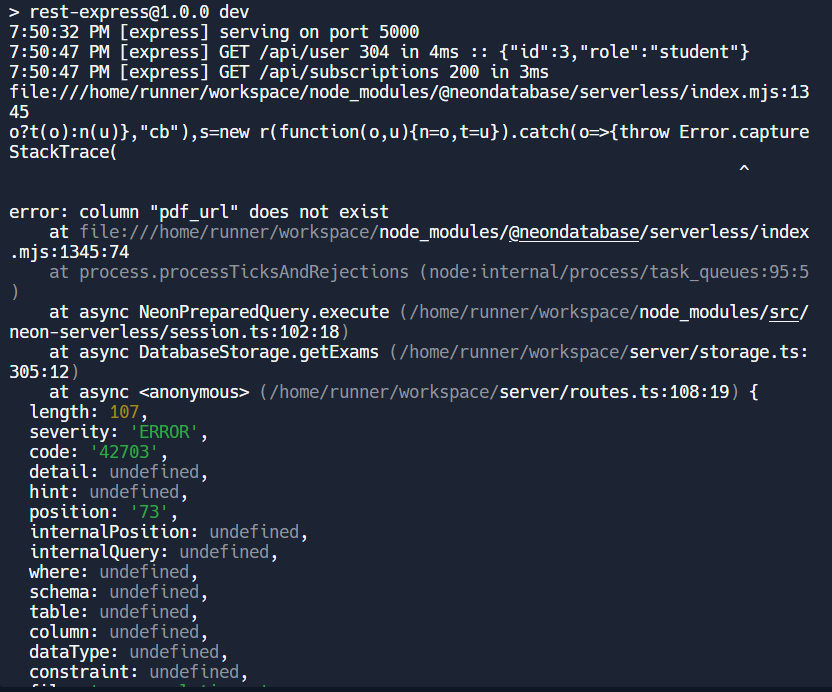 > rest-express@1.0.0 dev
7:50:32 PM [express] serving on port 5000
7:50:47 PM [express] GET /api/user 304 in 4ms :: {"id":3,"role":"student"}
7:50:47 PM [express] GET /api/subscriptions 200 in 3ms
file:///home/runner/workspace/node_modules/@neondatabase/serverless/index.mjs:13
45
o?t(o):n(u)},"cb"),s=new r(function(o,u){n=o,t=u}).catch(o=>{throw Error.capture
StackTrace(
^
error: column "pdf_url" does not exist
at file:///home/runner/workspace/node_modules/@neondatabase/serverless/index
.mjs:1345:74
at process.processTicksAndRejections (node:internal/process/task_queues:95:5
)
at async NeonPreparedQuery.execute (/home/runner/workspace/node_modules/src/
neon-serverless/session.ts:102:18)
at async DatabaseStorage.getExams (/home/runner/workspace/server/storage.ts:
305:12)
at async <anonymous> (/home/runner/workspace/server/routes.ts:108:19) {
length: 107,
severity: 'ERROR',
code: '42703',
detail: undefined,
hint: undefined,
position: '73',
internalPosition: undefined,
internalQuery: undefined,
where: undefined,
schema: undefined,
table: undefined,
column: undefined,
dataType: undefined,
constraint: undefined,